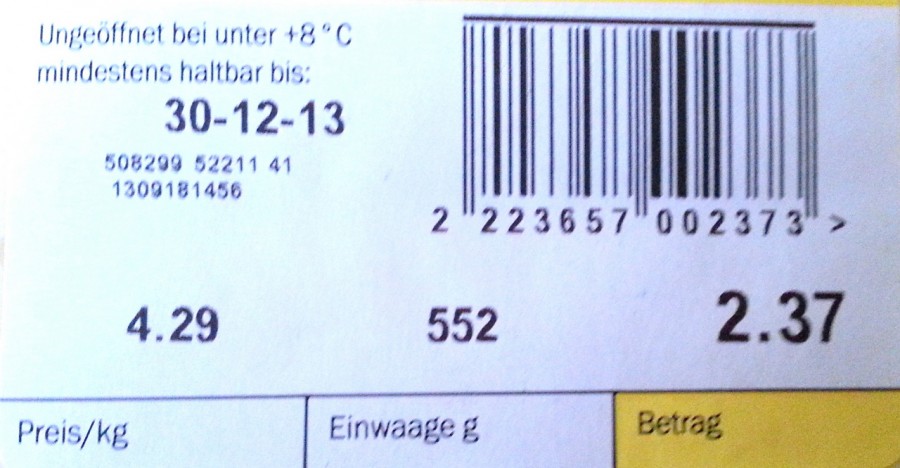 Ungeöffnet bei unter +8°C
mindestens haltbar bis:
30-12-13
508299 52211 41
1309181456
2 223657 002373 >
4.29 552 2.37
Preis/kg Einwaage g Betrag